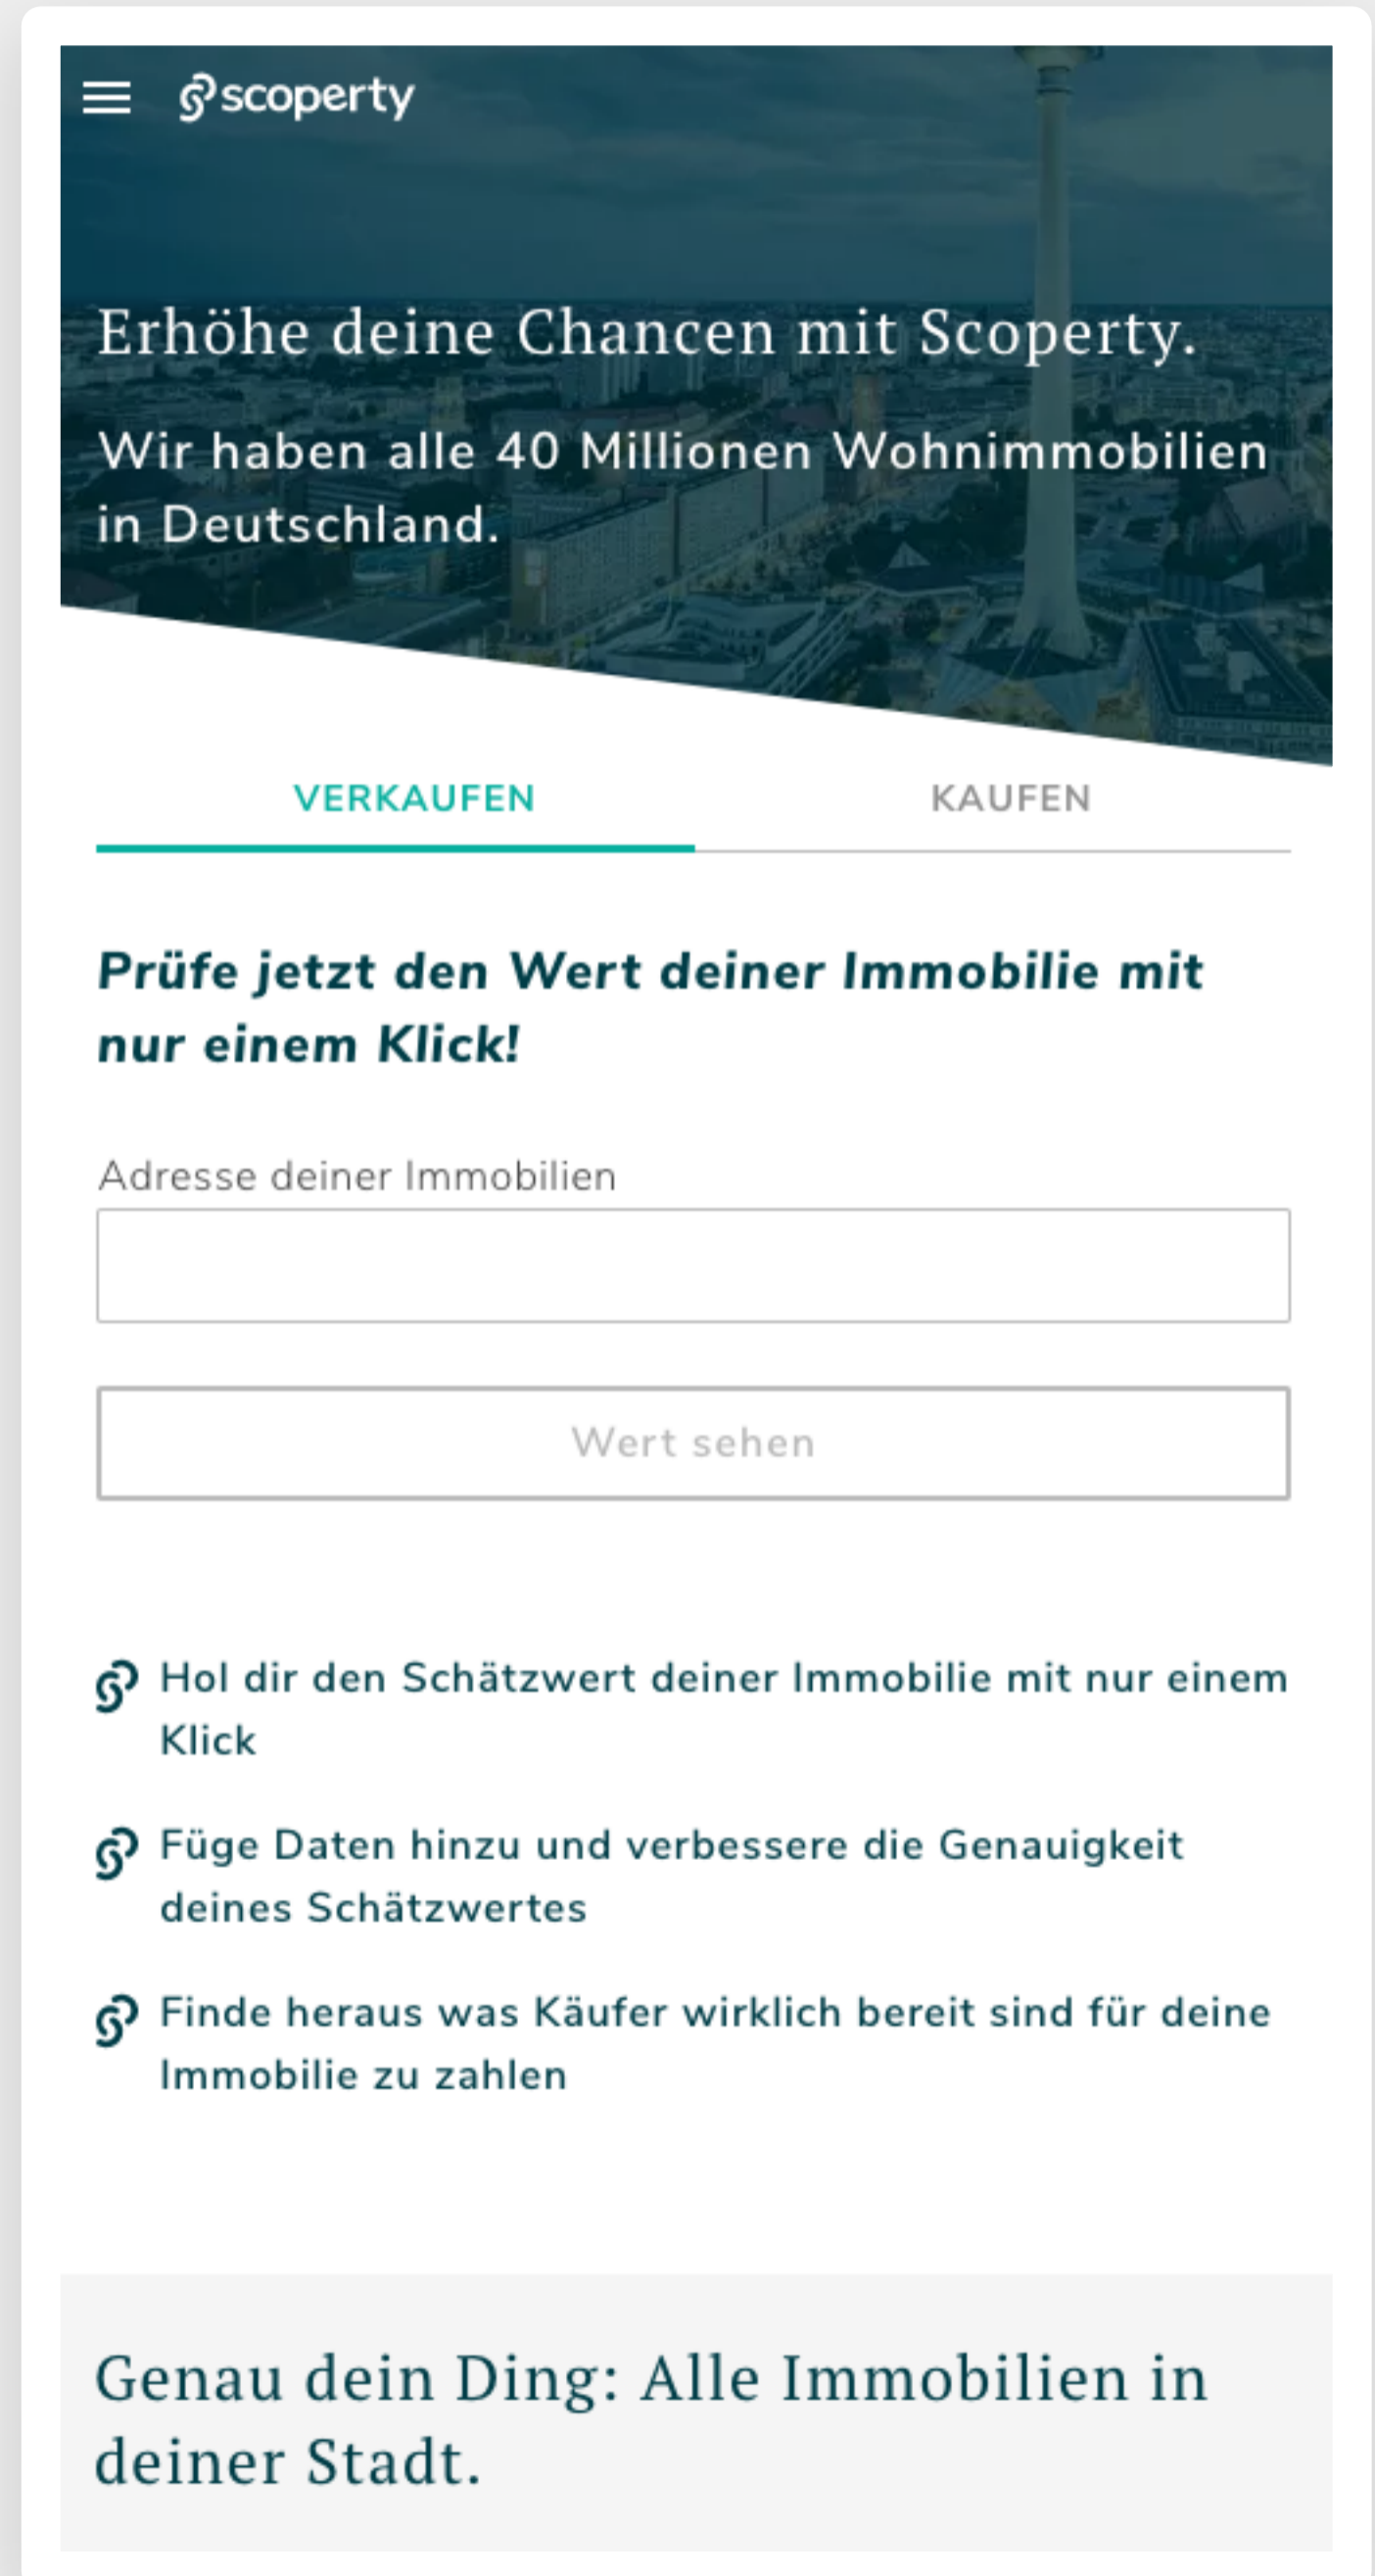 scoperty
Erhöhe deine Chancen mit Scoperty.
Wir haben alle 40 Millionen Wohnimmobilien
in Deutschland.
VERKAUFEN
KAUFEN
Prüfe jetzt den Wert deiner Immobilie mit
nur einem Klick!
Adresse deiner Immobilien
Wert sehen
Hol dir den Schätzwert deiner Immobilie mit nur einem
Klick
Füge Daten hinzu und verbessere die Genauigkeit
deines Schätzwertes
Finde heraus was Käufer wirklich bereit sind für deine
Immobilie zu zahlen
Genau dein Ding: Alle Immobilien in
deiner Stadt.